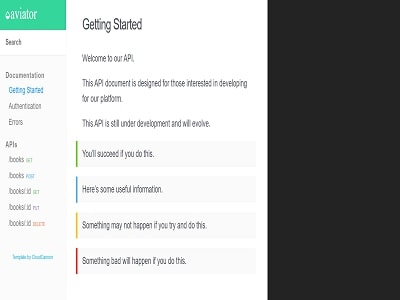 aviator
Search
Documentation
Getting Started
Authentication
Errors
APIs
/books GET
/books POST
/books/:id GET
/books/:id PUT
/books/:id DELETE
Template by CloudCannon
Getting Started
Welcome to our API.
This API document is designed for those interested in developing
for our platform.
This API is still under development and will evolve.
You'll succeed if you do this.
Here's some useful information.
Something may not happen if you try and do this.
Something bad will happen if you do this.